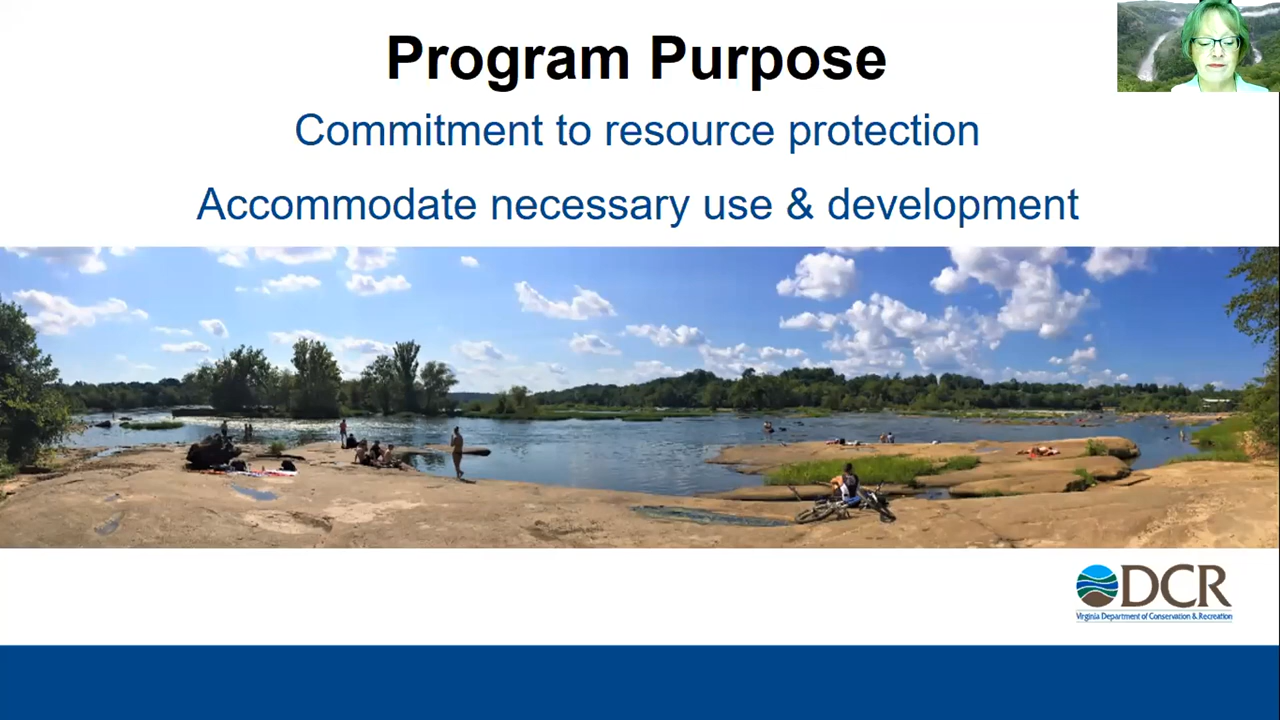 Program Purpose
Commitment to resource protection
Accommodate necessary use & development
DCR
Virginia Department of Conservation & Recreation